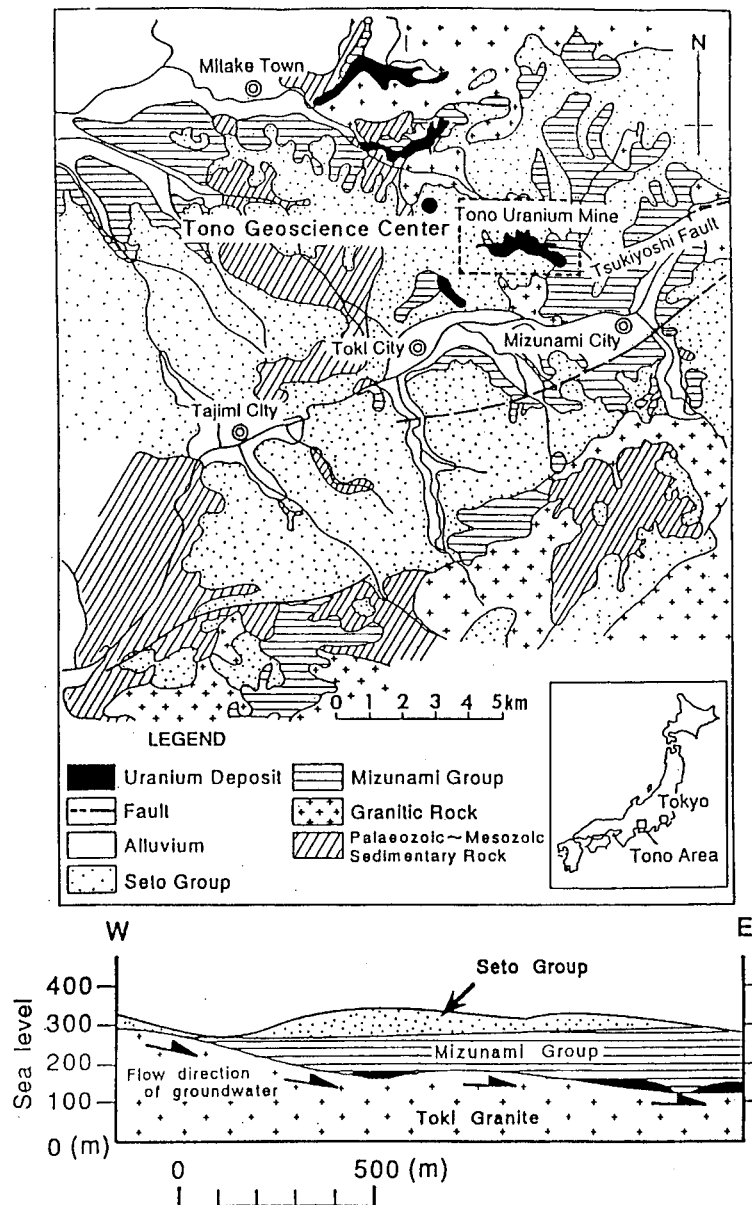 N
Mitake Town
Tono Uranium Mine
Tono Geoscience Center
Tsukiyoshi Fault
Toki City
Mizunami City
Tajimi City
0 1 2 3 4 5km
LEGEND
Uranium Deposit
Mizunami Group
Fault
Granitic Rock
Alluvium
Palaeozoic~Mesozoic
Sedimentary Rock
Seto Group
Tokyo
Tono Area
W
E
Seto Group
Sea level
400
300
200
100
0 (m)
Mizunami Group
Flow direction
of groundwater
Toki Granite
0 500 (m)